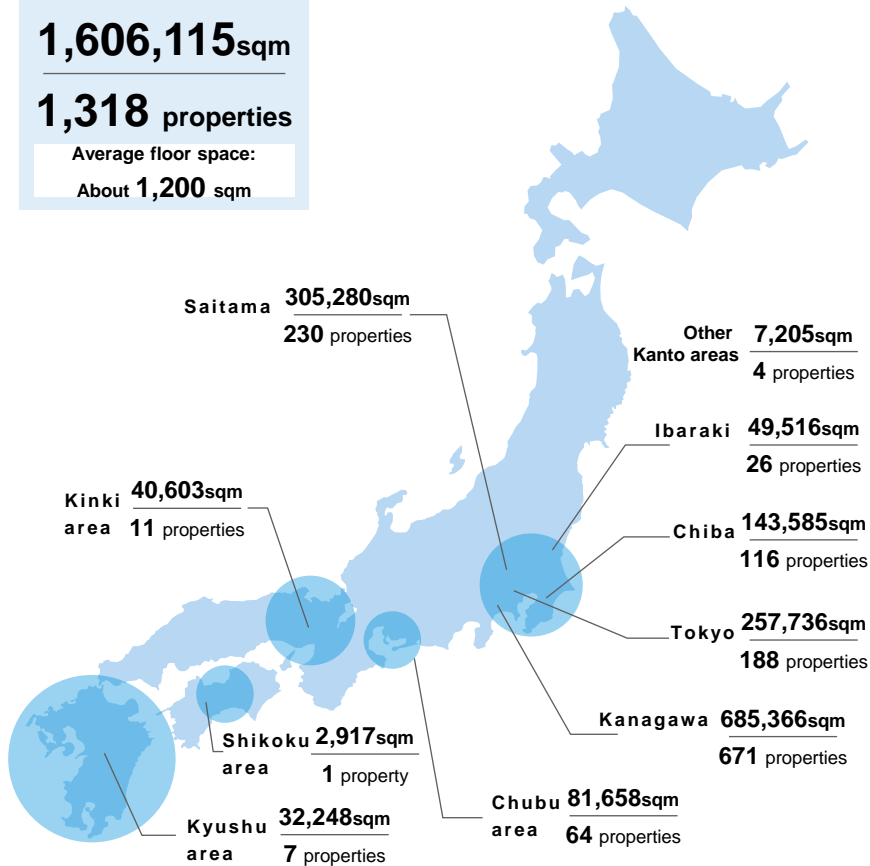 1,606,115sqm
1,318 properties
Average floor space:
About 1,200 sqm
Saitama 305,280sqm
230 properties
Other Kanto areas 7,205sqm
4 properties
Ibaraki 49,516sqm
26 properties
Kinki area 40,603sqm
11 properties
Chiba 143,585sqm
116 properties
Tokyo 257,736sqm
188 properties
Kanagawa 685,366sqm
671 properties
Shikoku area 2,917sqm
1 property
Chubu area 81,658sqm
64 properties
Kyushu area 32,248sqm
7 properties